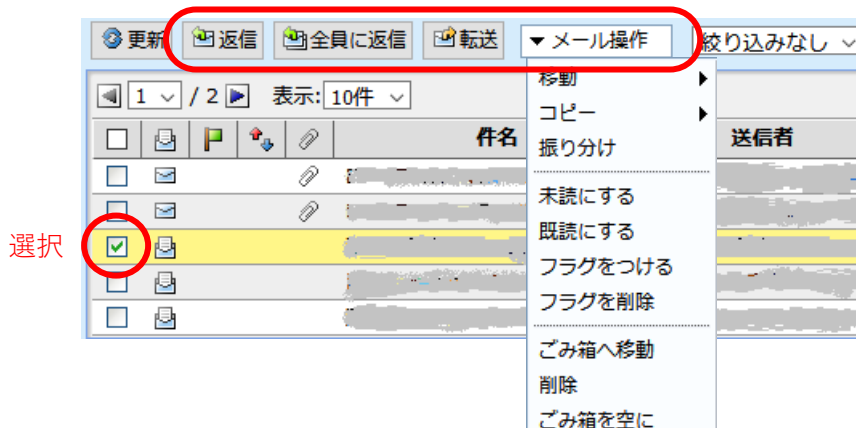 更新 返信 全員に返信 転送 ▼メール操作 絞り込みなし
1 / 2 表示: 10件
件名 送信者
選択
移動
コピー
振り分け
未読にする
既読にする
フラグをつける
フラグを削除
ごみ箱へ移動
削除
ごみ箱を空に